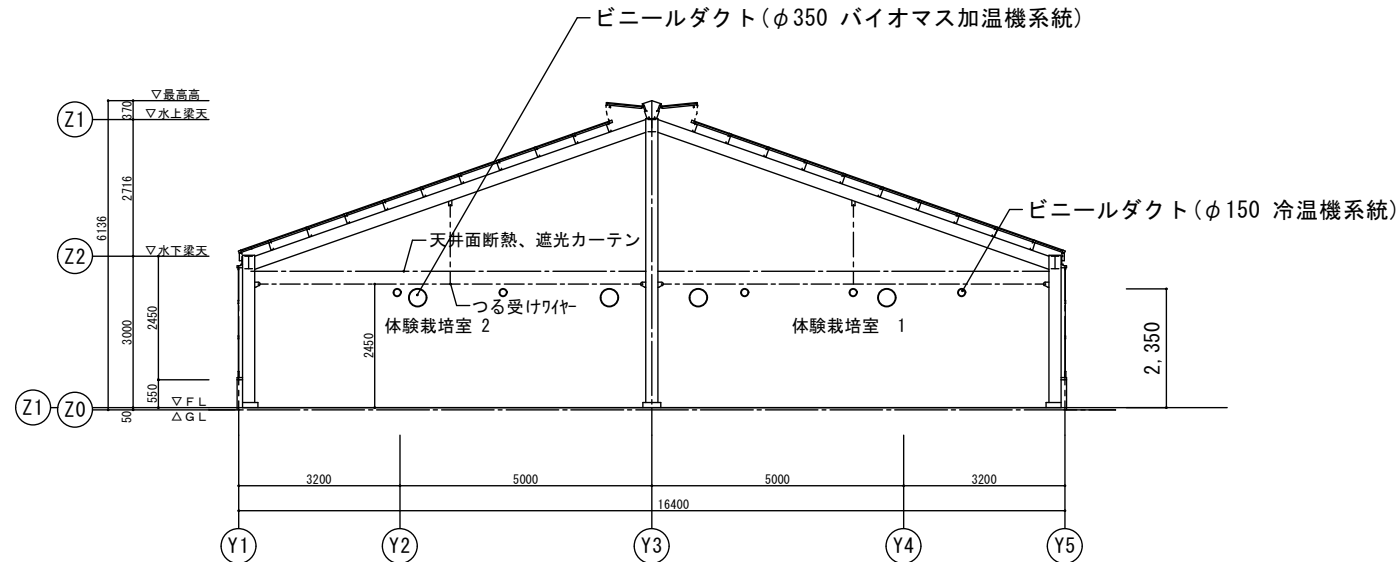 ビニールダクト(φ350 バイオマス加温機系統)
▽最高高
370
Z1
▽水上梁天
2716
6136
ビニールダクト(φ150 冷温機系統)
天井面断熱、遮光カーテン
Z2
▽水下梁天
つる受けワイヤー
体験栽培室 2
体験栽培室 1
2450
3000
2450
2,350
550
Z1
Z0
▽FL
50
△GL
3200
5000
5000
3200
16400
Y1
Y2
Y3
Y4
Y5